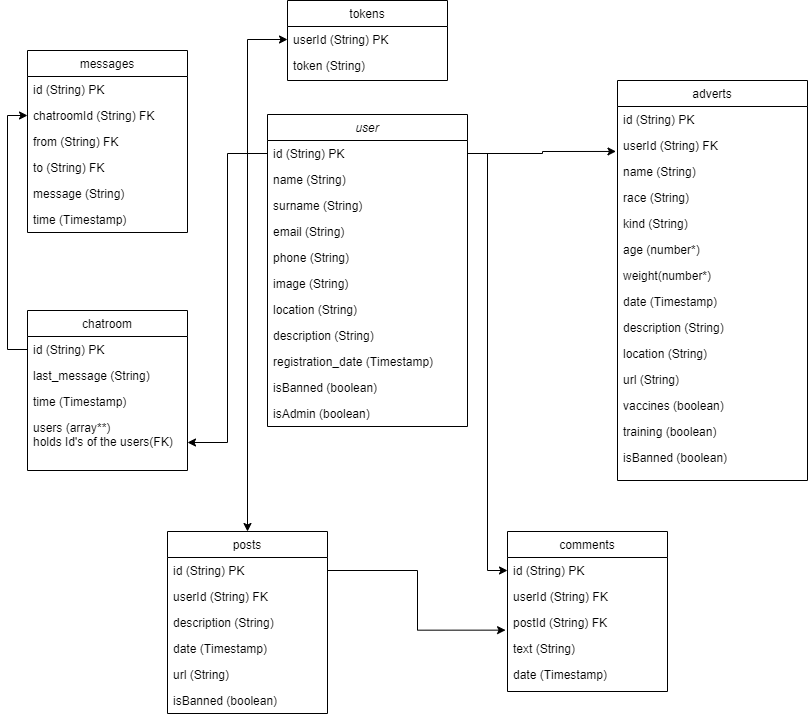 tokens
userId (String) PK
token (String)
messages
id (String) PK
chatroomId (String) FK
from (String) FK
to (String) FK
message (String)
time (Timestamp)
user
id (String) PK
name (String)
surname (String)
email (String)
phone (String)
image (String)
location (String)
description (String)
registration_date (Timestamp)
isBanned (boolean)
isAdmin (boolean)
adverts
id (String) PK
userId (String) FK
name (String)
race (String)
kind (String)
age (number*)
weight(number*)
date (Timestamp)
description (String)
location (String)
url (String)
vaccines (boolean)
training (boolean)
isBanned (boolean)
chatroom
id (String) PK
last_message (String)
time (Timestamp)
users (array**)
holds Id's of the users(FK)
posts
id (String) PK
userId (String) FK
description (String)
date (Timestamp)
url (String)
isBanned (boolean)
comments
id (String) PK
userId (String) FK
postId (String) FK
text (String)
date (Timestamp)